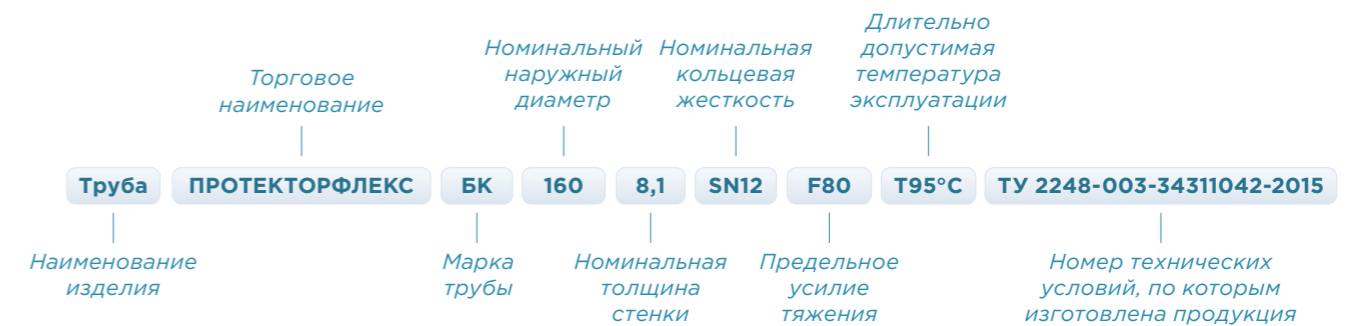 Длительно
допустимая
температура
эксплуатации
Номинальный
наружный
диаметр
Номинальная
кольцевая
жесткость
Торговое
наименование
Труба ПРОТЕКТОРФЛЕКС БК 160 8,1 SN12 F80 T95°C ТУ 2248-003-34311042-2015
Наименование
изделия
Марка
трубы
Номинальная
толщина
стенки
Предельное
усилие
тяжения
Номер технических
условий, по которым
изготовлена продукция